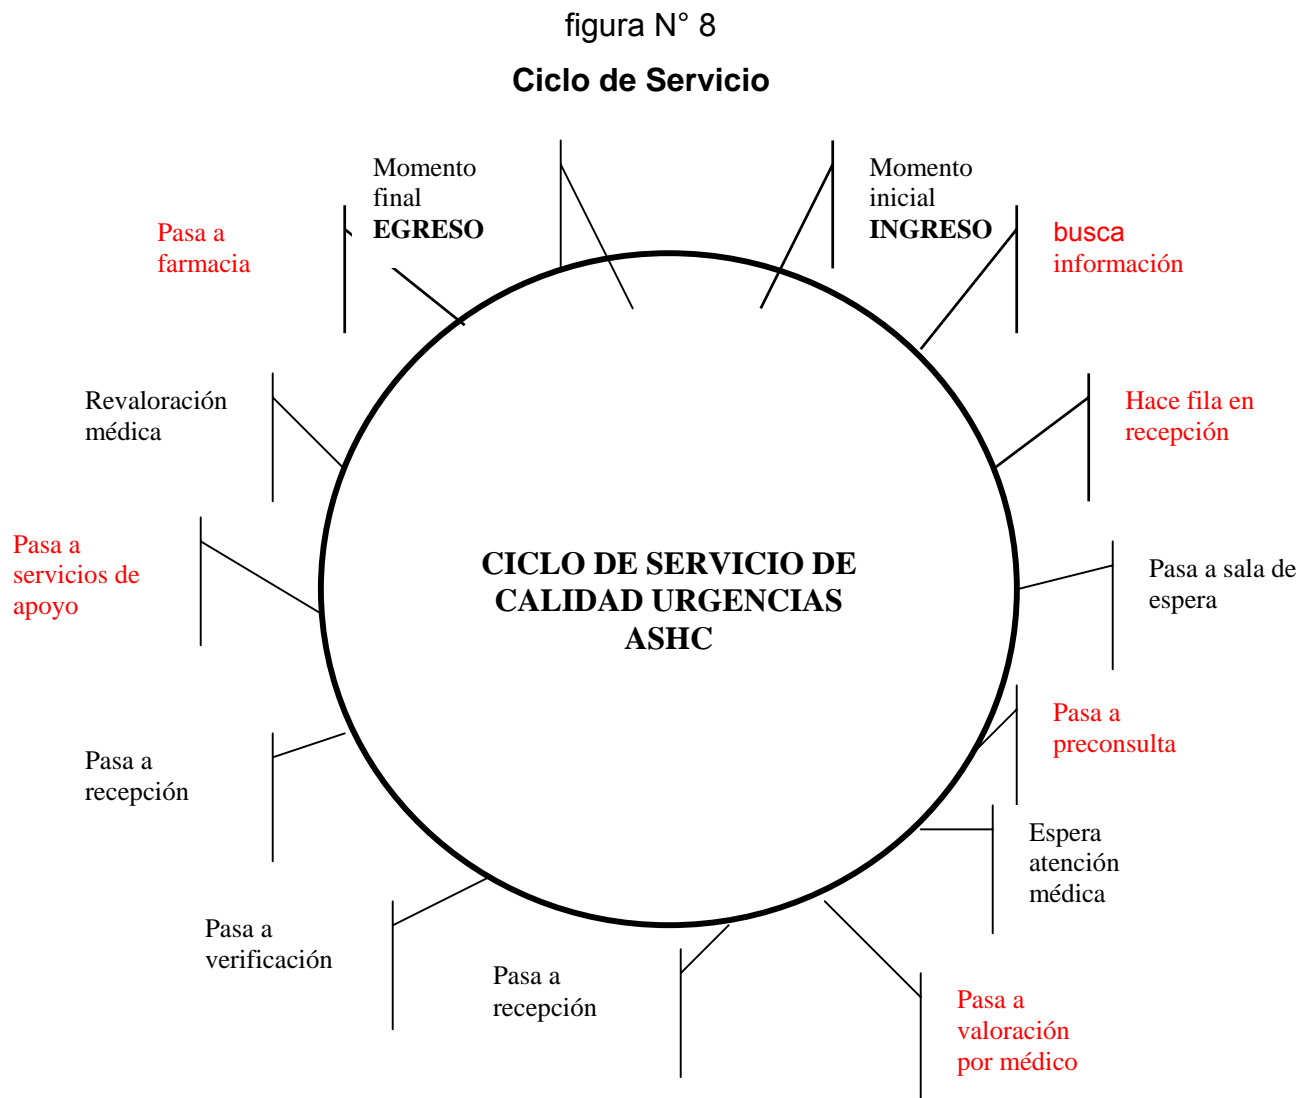 figura N° 8
Ciclo de Servicio
Momento
inicial
INGRESO
busca
información
Hace fila en
recepción
Pasa a sala de
espera
Pasa a
preconsulta
Espera
atención
médica
Pasa a
valoración
por médico
Pasa a
recepción
Pasa a
verificación
Pasa a
recepción
Pasa a
servicios de
apoyo
Revaloración
médica
Pasa a
farmacia
Momento
final
EGRESO
CICLO DE SERVICIO DE
CALIDAD URGENCIAS
ASHC